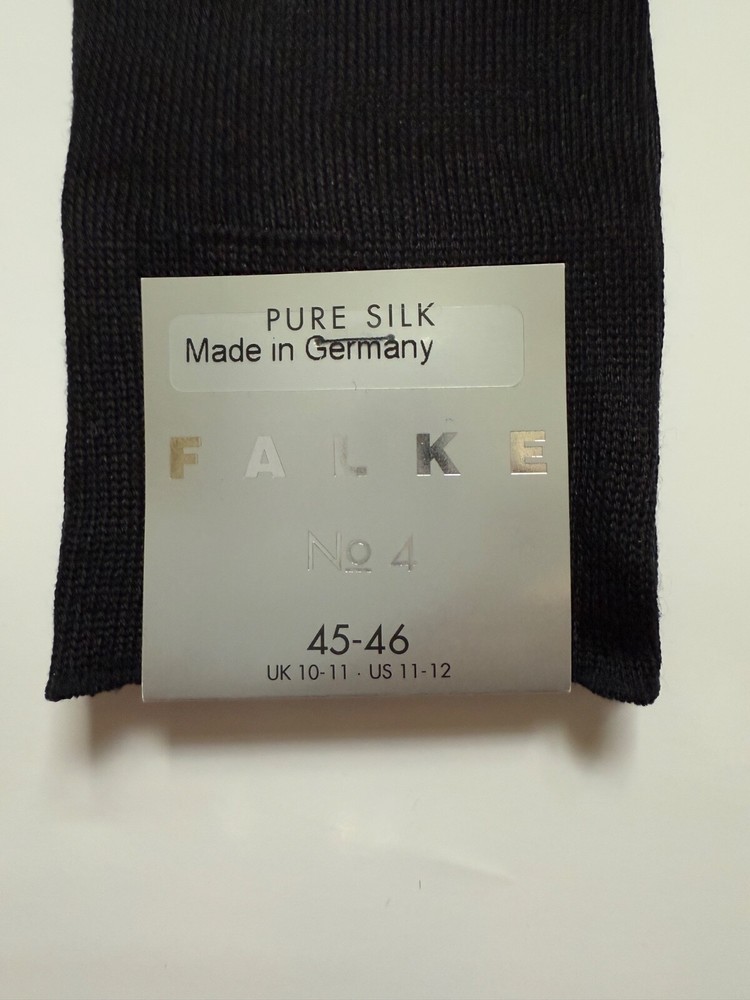 PURE SILK
Made in Germany
FALKE
No 4
45-46
UK 10-11 · US 11-12